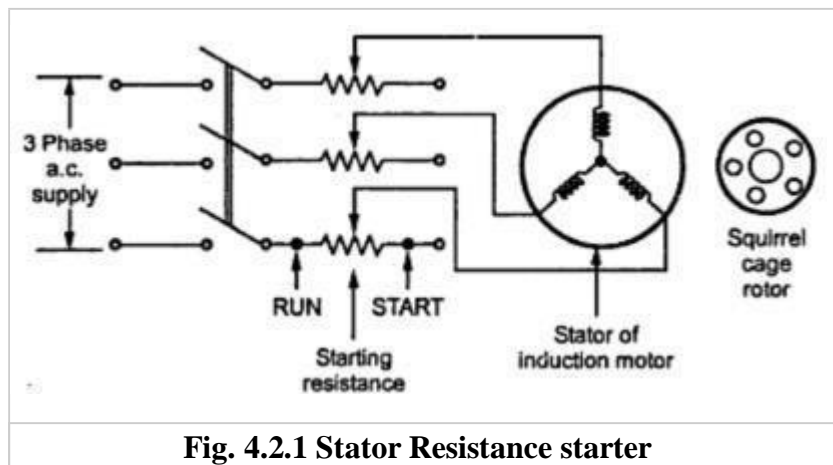 3 Phase
a.c.
supply
RUN
START
Starting
resistance
Stator of
induction motor
Squirrel
cage
rotor
Fig. 4.2.1 Stator Resistance starter